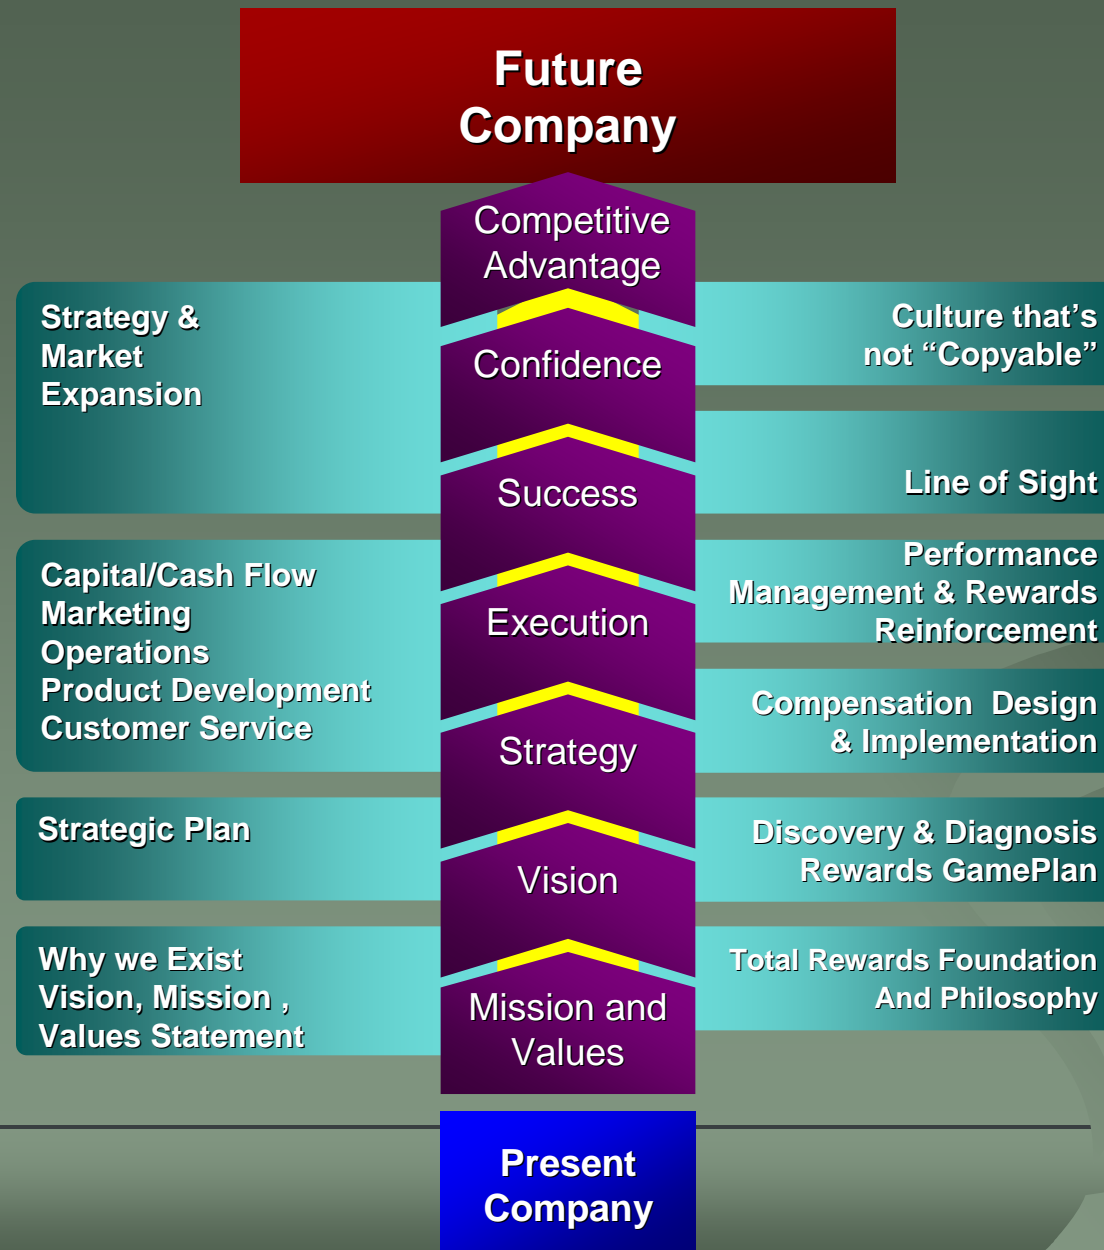 Future
Company
Competitive
Advantage
Strategy &
Market
Expansion
Confidence
Culture that’s
not “Copyable”
Success
Line of Sight
Capital/Cash Flow
Marketing
Operations
Product Development
Customer Service
Execution
Performance
Management & Rewards
Reinforcement
Strategy
Compensation  Design
& Implementation
Strategic Plan
Vision
Discovery & Diagnosis
Rewards GamePlan
Why we Exist
Vision, Mission ,
Values Statement
Mission and
Values
Total Rewards Foundation
And Philosophy
Present
Company